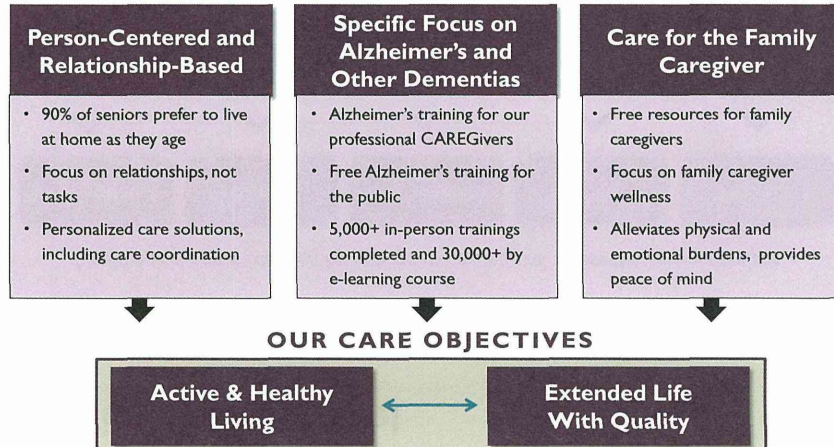 Person-Centered and
Relationship-Based
• 90% of seniors prefer to live
at home as they age
• Focus on relationships, not
tasks
• Personalized care solutions,
including care coordination
Specific Focus on
Alzheimer's and
Other Dementias
• Alzheimer's training for our
professional CAREGivers
• Free Alzheimer's training for
the public
• 5,000+ in-person trainings
completed and 30,000+ by
e-learning course
Care for the Family
Caregiver
• Free resources for family
caregivers
• Focus on family caregiver
wellness
• Alleviates physical and
emotional burdens, provides
peace of mind
OUR CARE OBJECTIVES
Active & Healthy
Living
Extended Life
With Quality